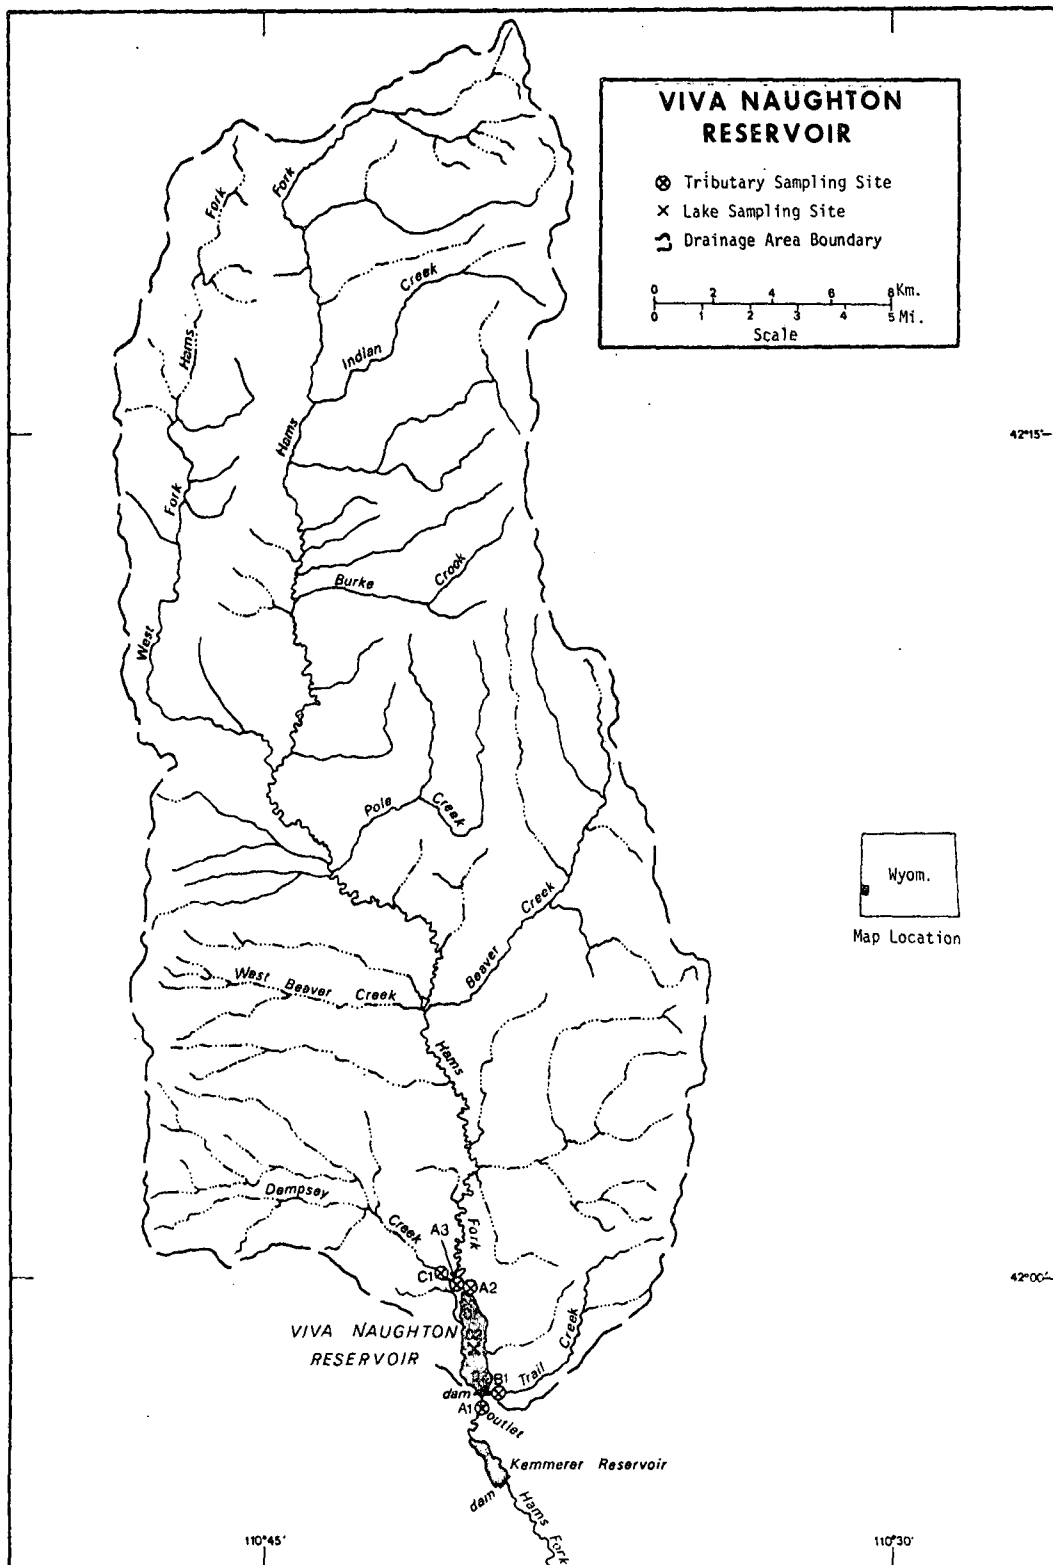 VIVA NAUGHTON
RESERVOIR
Tributary Sampling Site
Lake Sampling Site
Drainage Area Boundary
0 2 4 6 8 Km.
0 1 2 3 4 5 Mi.
Scale
Fork
Fork
Hams
Creek
Indian
Hams
42°15'
Fork
Burke
Crook
West
Pole
Creek
Wyom.
Map Location
Creek
Beaver
West Beaver Creek
Hams
Dempsey
Creek
A3
Fork
C1
A2
42°00'
VIVA NAUGHTON
RESERVOIR
Creek
Trail
B1
dam
A1
outlet
Kemmerer Reservoir
dam
Hams Fork
110°45'
110°30'